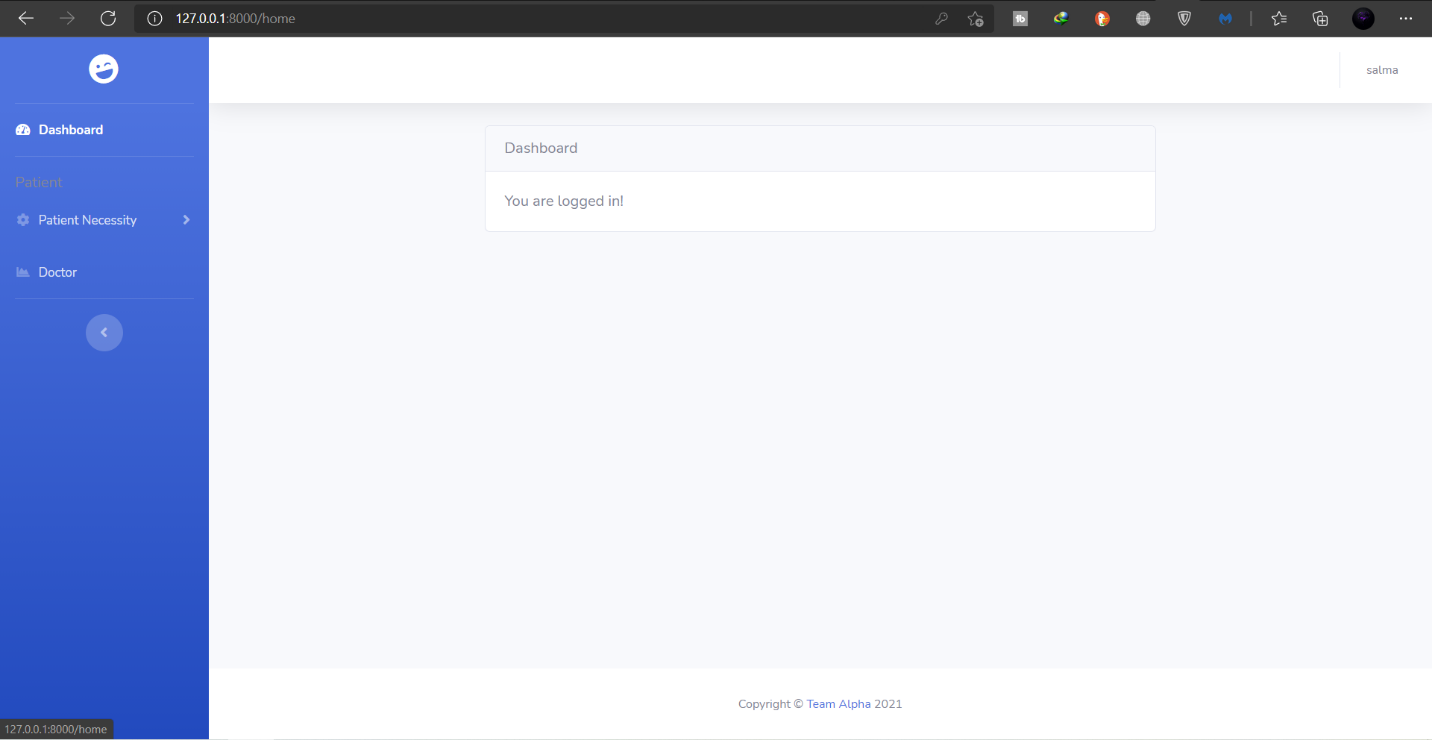 127.0.0.1:8000/home
salma
Dashboard
Patient
Patient Necessity
Doctor
Dashboard
You are logged in!
Copyright © Team Alpha 2021
127.0.0.1:8000/home